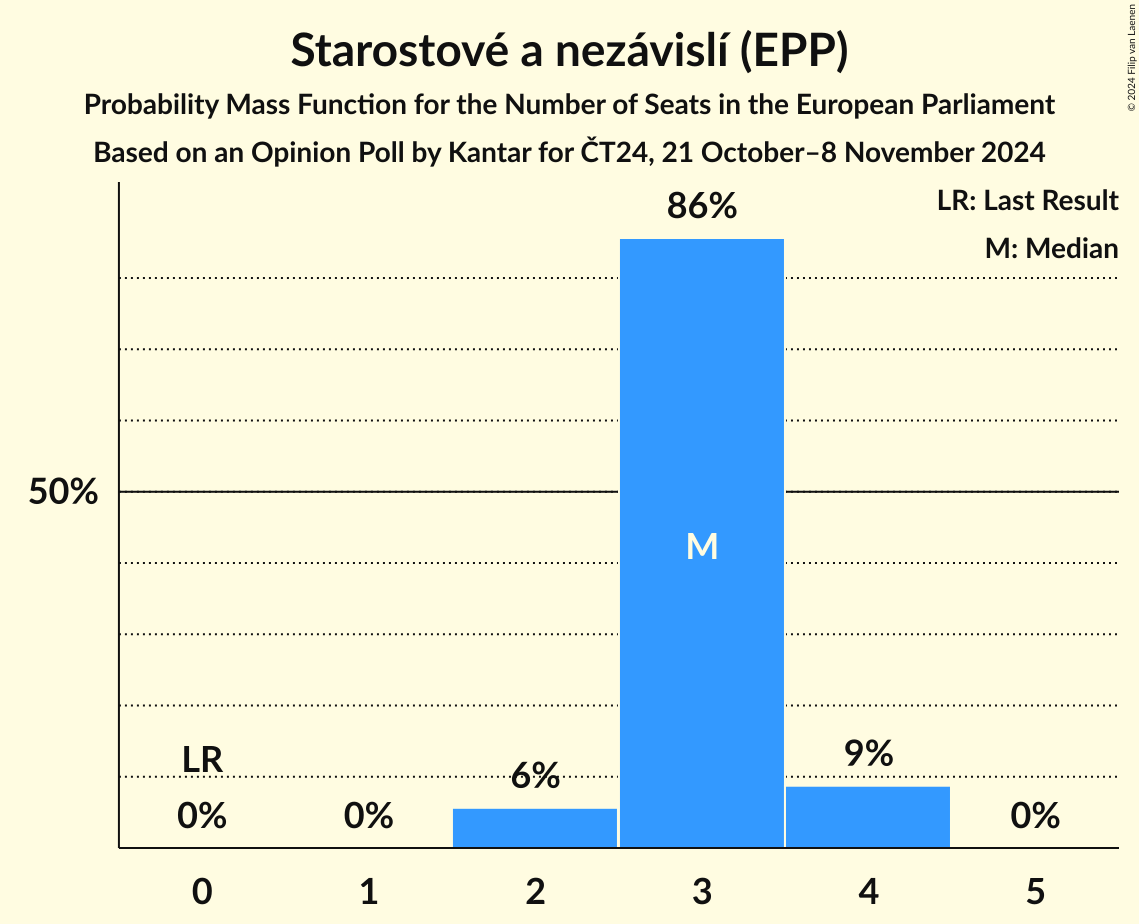 Starostové a nezávislí (EPP)
Probability Mass Function for the Number of Seats in the European Parliament
Based on an Opinion Poll by Kantar for ČT24, 21 October–8 November 2024
© 2024 Filip van Laenen
LR: Last Result
M: Median
86%
50%
M
LR
0%
0%
6%
9%
0%
0
1
2
3
4
5